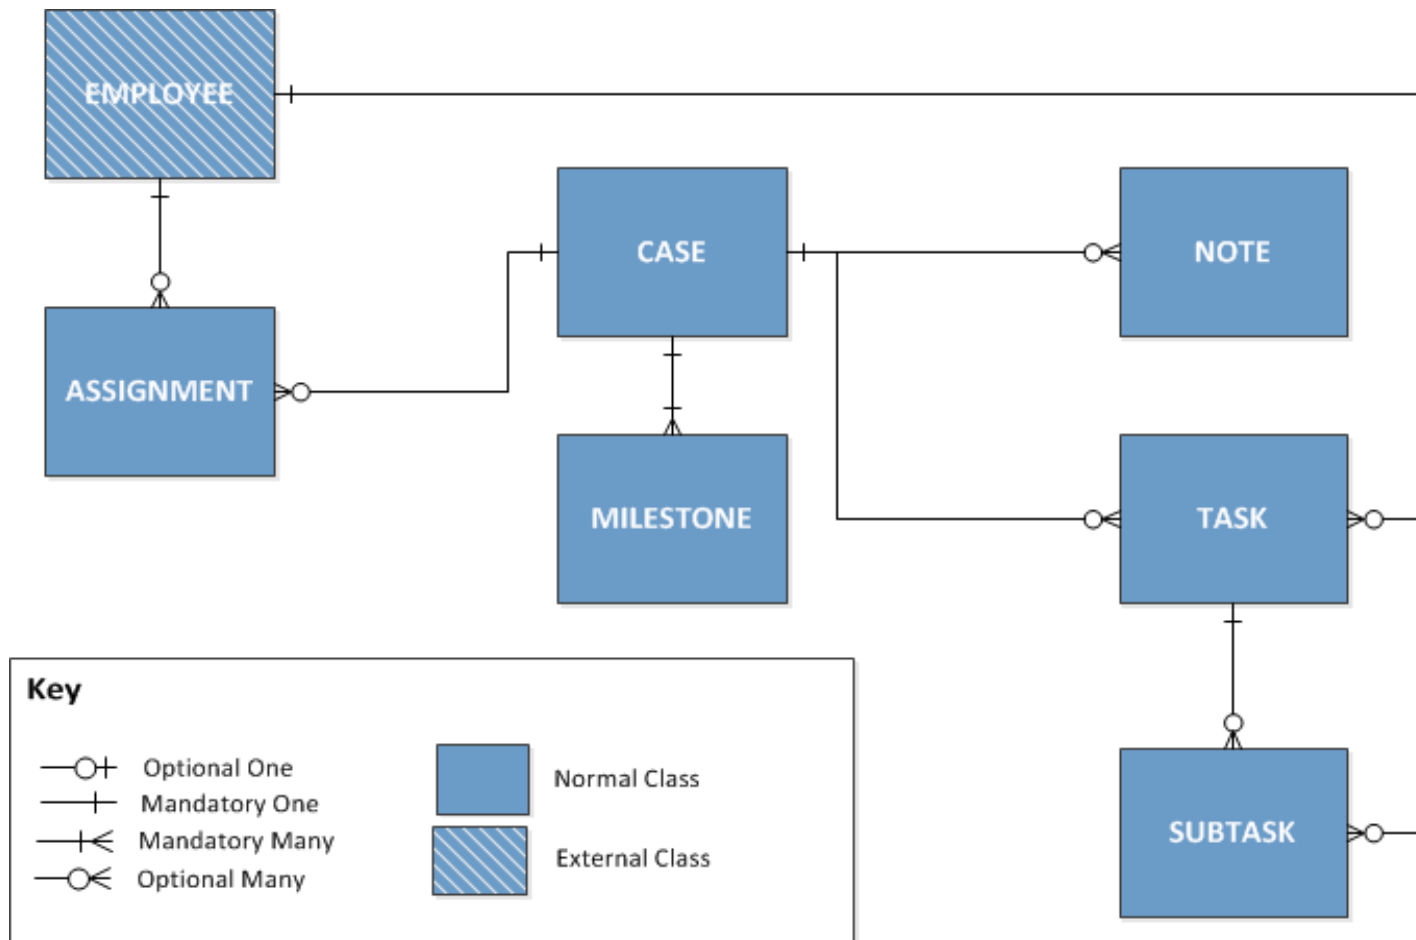 EMPLOYEE
CASE
NOTE
ASSIGNMENT
MILESTONE
TASK
SUBTASK
Key
Optional One
Mandatory One
Mandatory Many
Optional Many
Normal Class
External Class